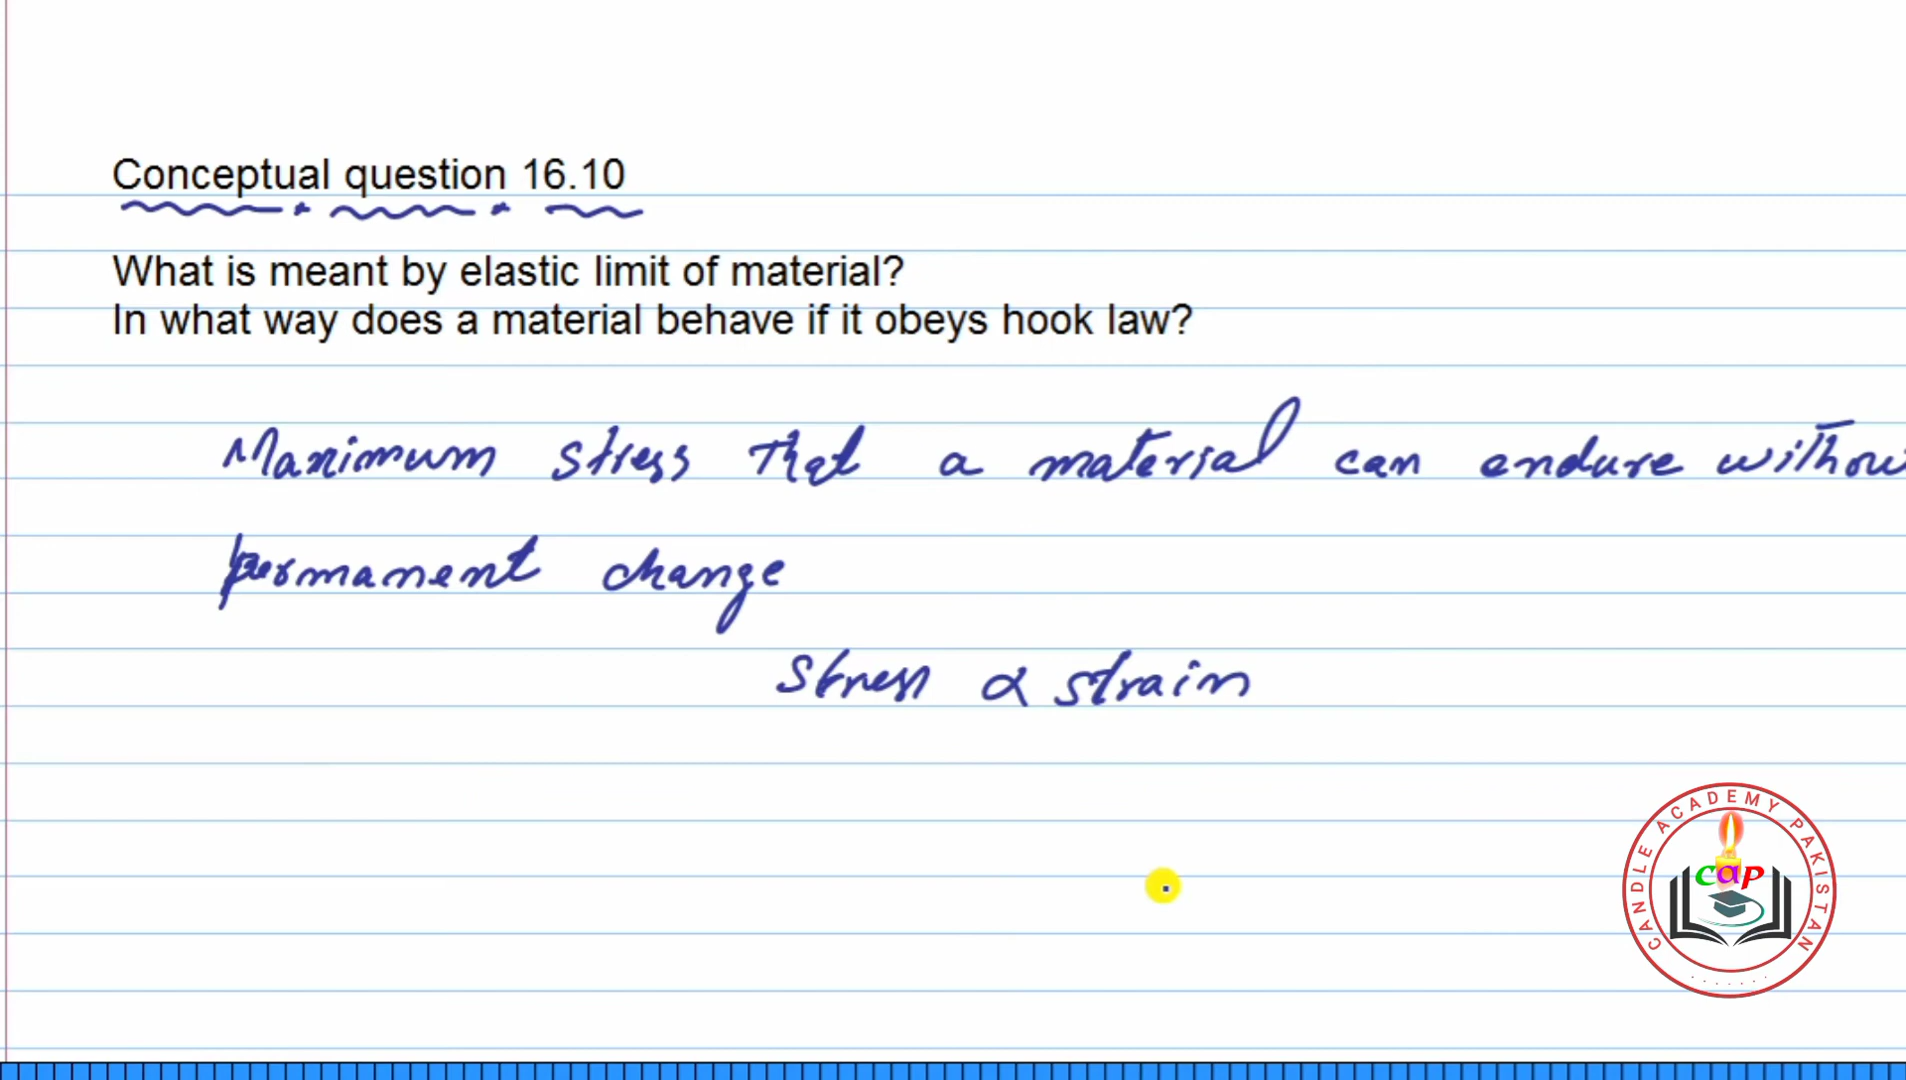 Conceptual question 16.10
What is meant by elastic limit of material?
In what way does a material behave if it obeys hook law?
Maximum stress that a material can endure withou
permanent change
Stress α strain
CANDLE ACADEMY PAKISTAN
cap